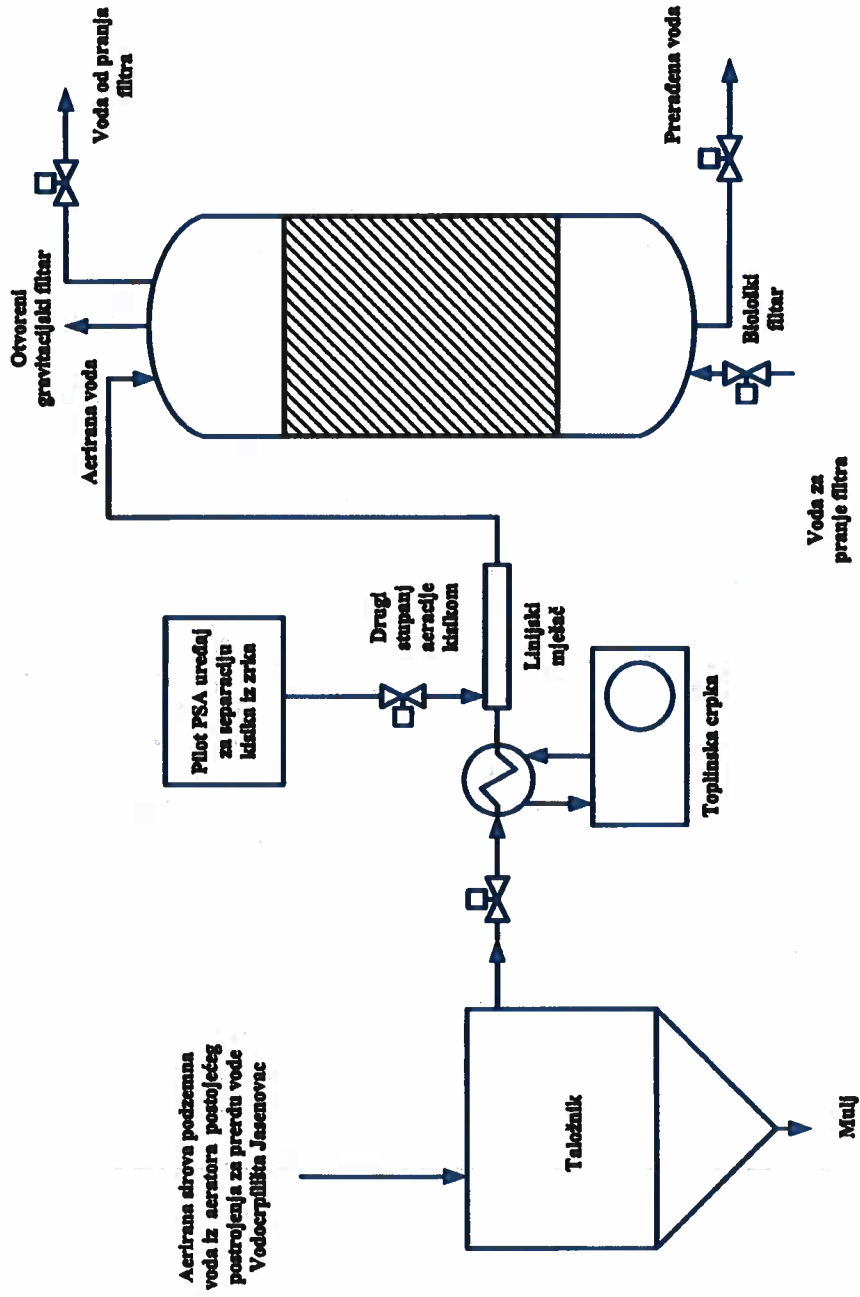 Aerirana sirova podzemna
voda iz aeratora postojećeg
postrojenja za prerdu vode
Vodocrpilišta Jasenovac
Taložnik
Mulj
Pilot PSA uređaj
za separaciju
kisika iz zrka
Drugi
stupanj
aeracije
kisikom
Linijski
mješač
Toplinska crpka
Aerirana voda
Otvoreni
gravitacijski filtar
Voda od pranja
filtra
Voda za
pranje filtra
Biološki
filtar
Prerađena voda